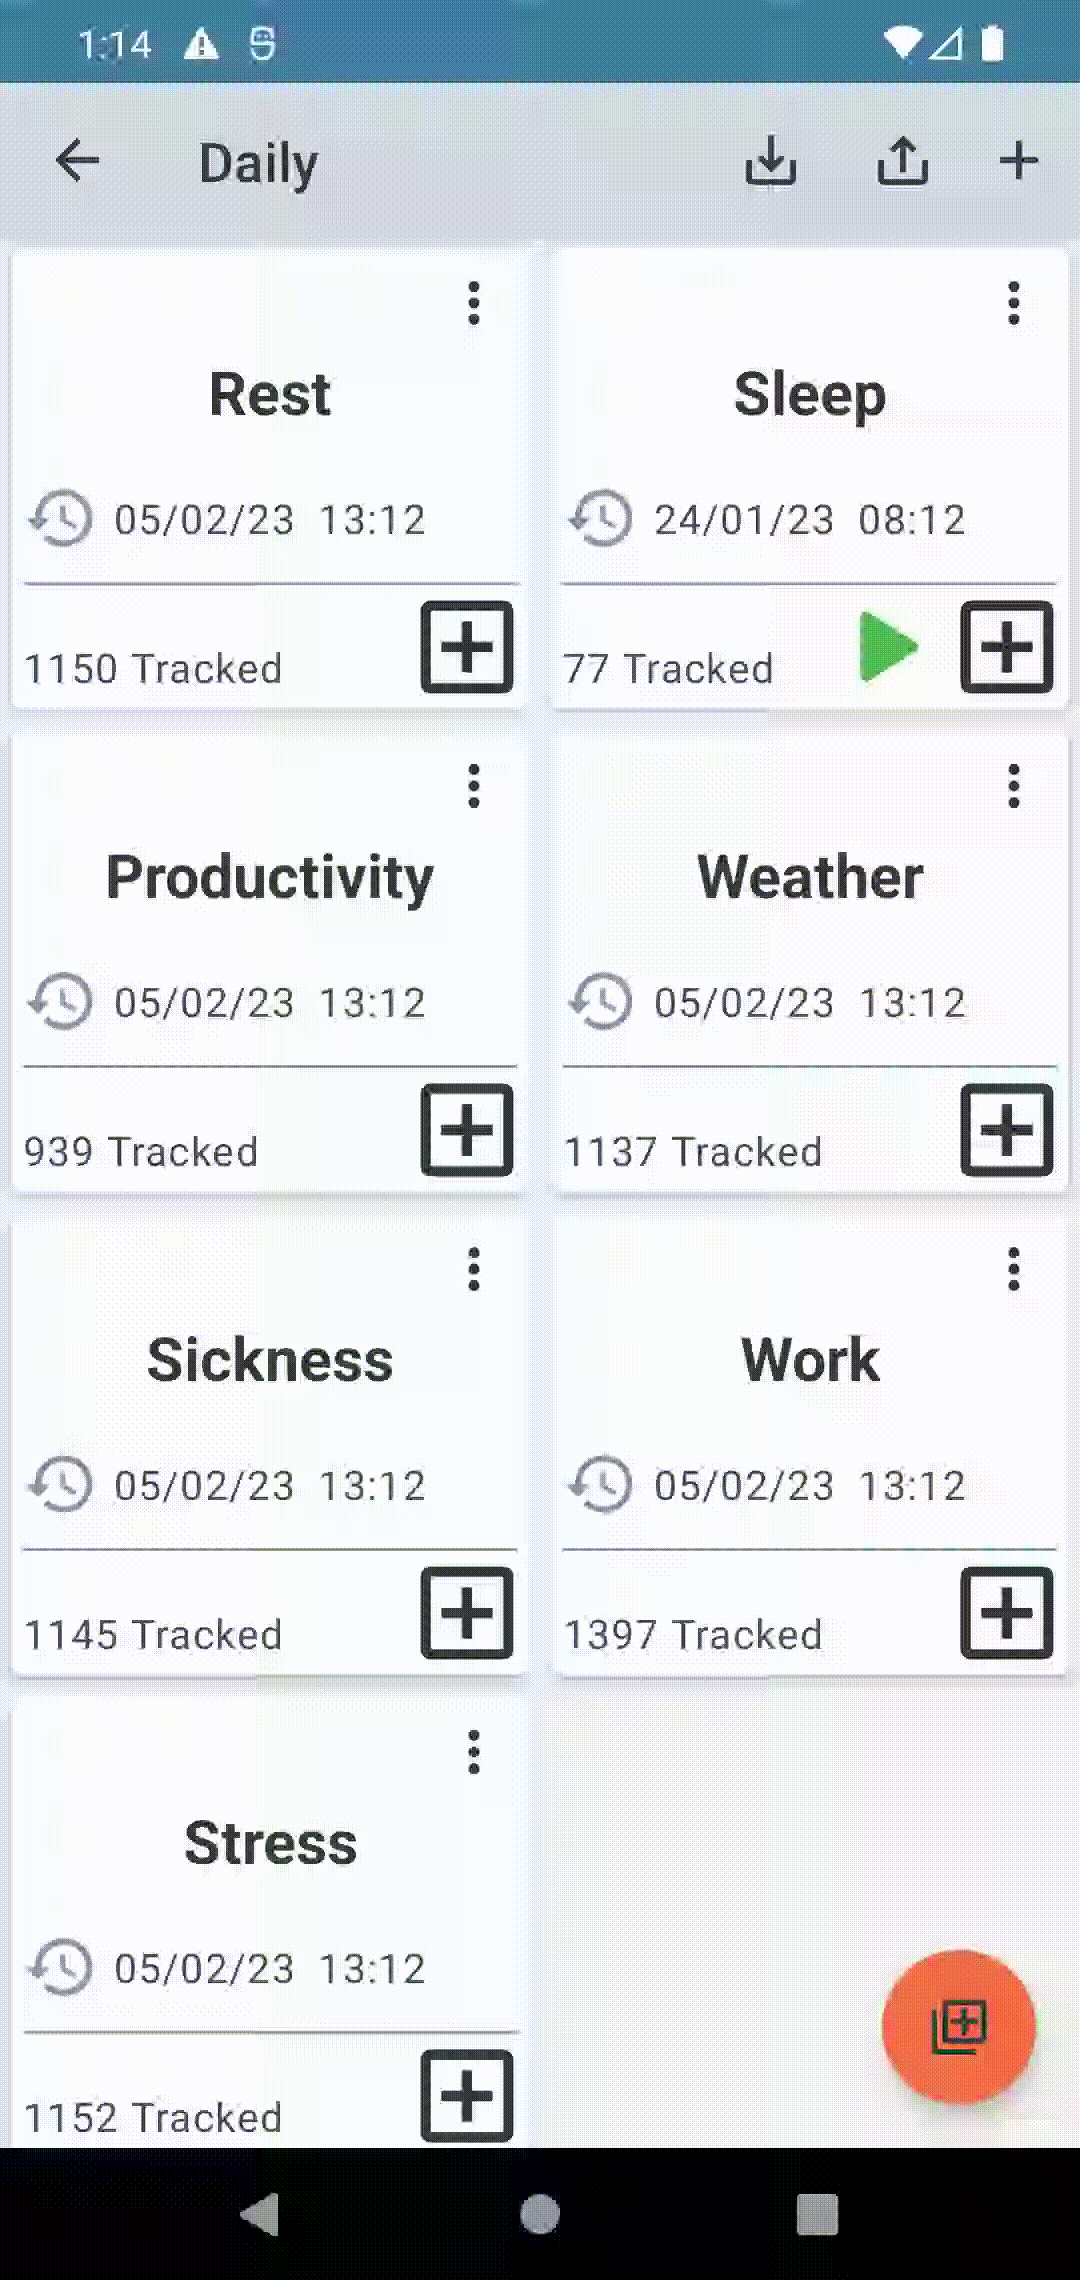 1:14
Daily
Rest
05/02/23 13:12
1150 Tracked
Sleep
24/01/23 08:12
77 Tracked
Productivity
05/02/23 13:12
939 Tracked
Weather
05/02/23 13:12
1137 Tracked
Sickness
05/02/23 13:12
1145 Tracked
Work
05/02/23 13:12
1397 Tracked
Stress
05/02/23 13:12
1152 Tracked